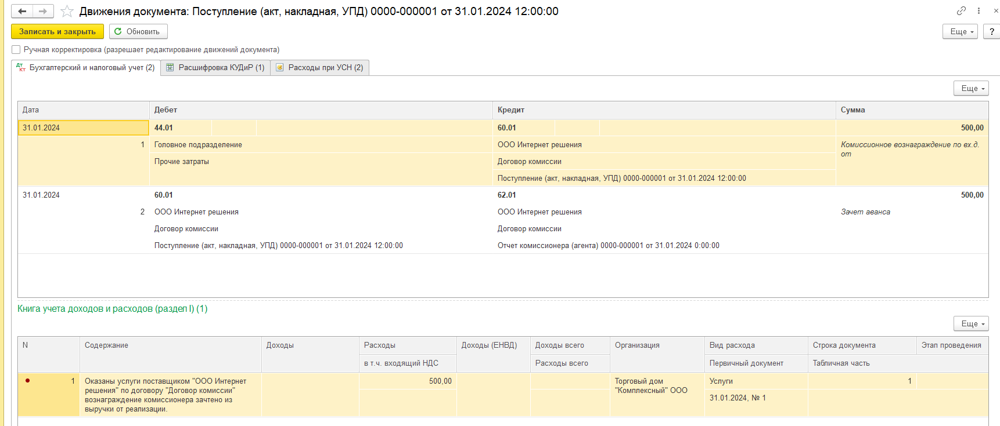 Движения документа: Поступление (акт, накладная, УПД) 0000-000001 от 31.01.2024 12:00:00
Записать и закрыть
Обновить
Еще
?
Ручная корректировка (разрешает редактирование движений документа)
Дт Кт Бухгалтерский и налоговый учет (2)
Расшифровка КУДиР (1)
Расходы при УСН (2)
Еще
Дата Дебет Кредит Сумма
31.01.2024 44.01 60.01 500,00
1 Головное подразделение ООО Интернет решения Комиссионное вознаграждение по вх.д.
от
Прочие затраты Договор комиссии
Поступление (акт, накладная, УПД) 0000-000001 от 31.01.2024 12:00:00
31.01.2024 60.01 62.01 500,00
2 ООО Интернет решения ООО Интернет решения Зачет аванса
Договор комиссии Договор комиссии
Поступление (акт, накладная, УПД) 0000-000001 от 31.01.2024 12:00:00 Отчет комиссионера (агента) 0000-000001 от 31.01.2024 0:00:00
Книга учета доходов и расходов (раздел I) (1)
Еще
N Содержание Доходы Расходы Доходы (ЕНВД) Доходы всего Организация Вид расхода Строка документа Этап проведения
в т.ч. входящий НДС Расходы всего Первичный документ Табличная часть
1 Оказаны услуги поставщиком "ООО Интернет 500,00 Торговый дом Услуги 1
решения" по договору "Договор комиссии" "Комплексный" ООО
вознаграждение комиссионера зачтено из 31.01.2024, № 1
выручки от реализации.